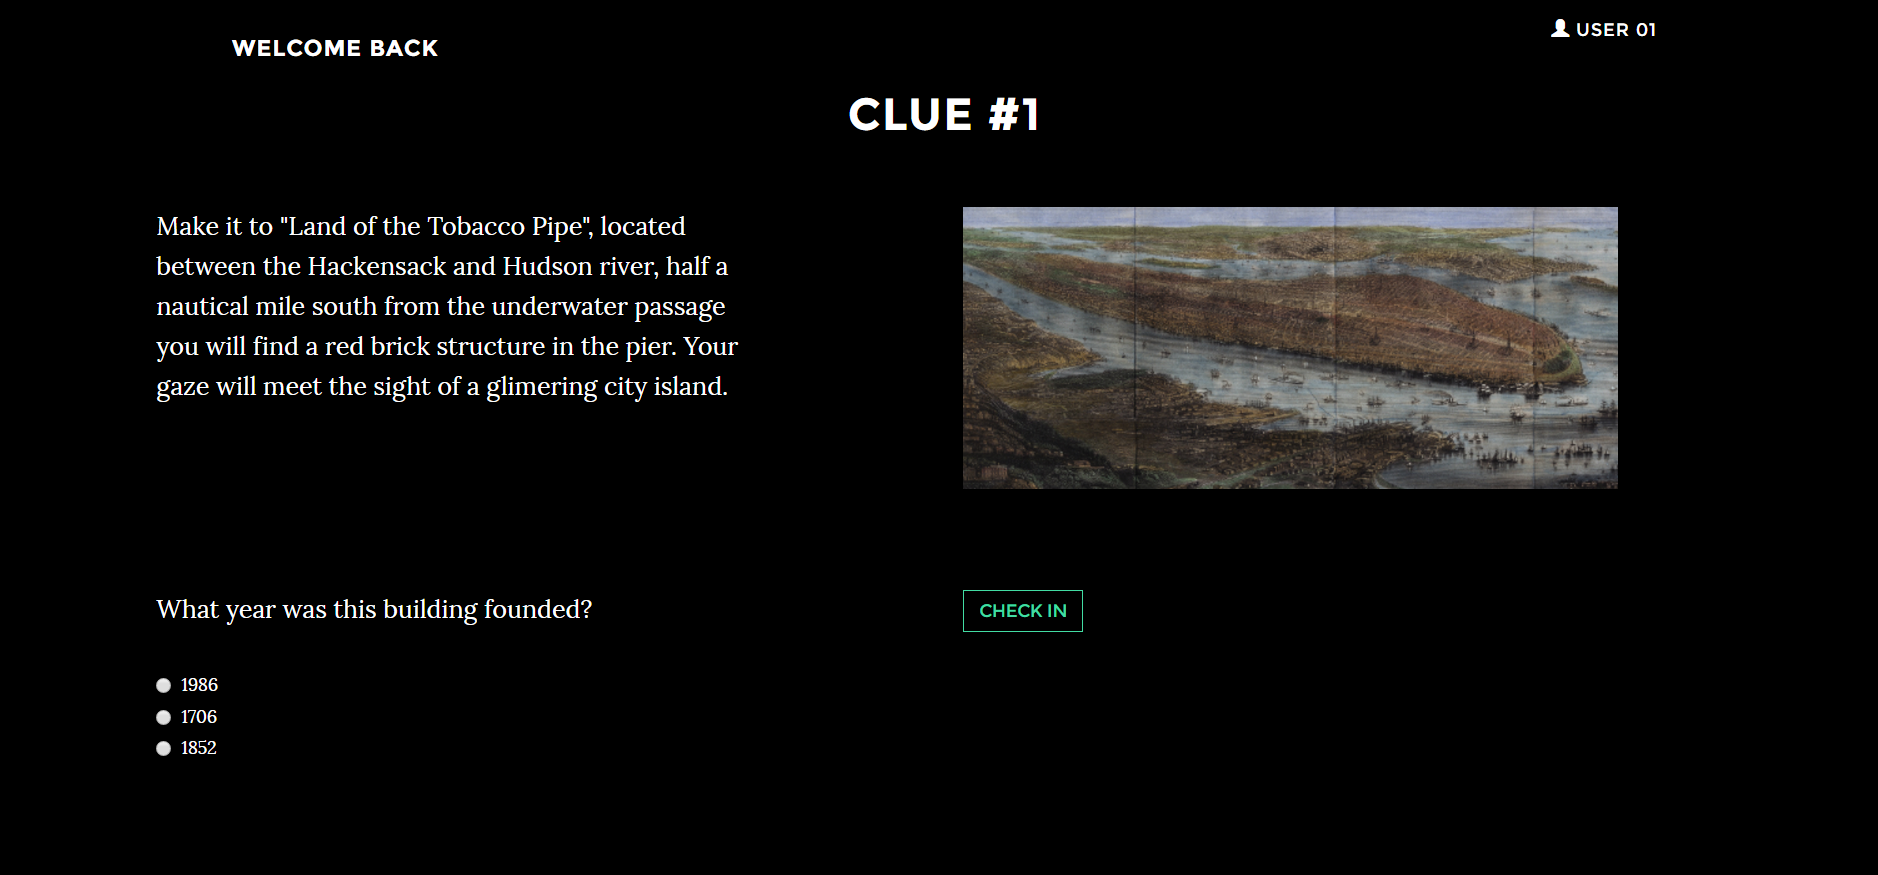 WELCOME BACK
USER 01
CLUE #1
Make it to "Land of the Tobacco Pipe", located
between the Hackensack and Hudson river, half a
nautical mile south from the underwater passage
you will find a red brick structure in the pier. Your
gaze will meet the sight of a glimering city island.
What year was this building founded?
CHECK IN
1986
1706
1852